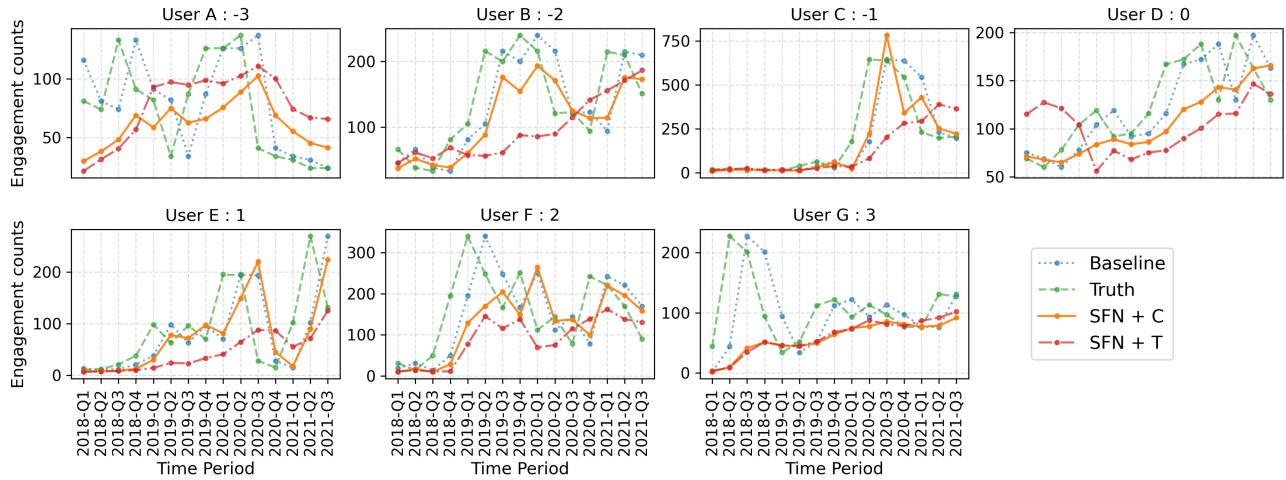 User A : -3
User B : -2
User C : -1
User D : 0
Engagement counts
100
50
200
100
750
500
250
0
200
150
100
50
User E : 1
User F : 2
User G : 3
Engagement counts
200
100
0
300
200
100
0
200
100
0
Baseline
Truth
SFN + C
SFN + T
2018-Q1
2018-Q2
2018-Q3
2018-Q4
2019-Q1
2019-Q2
2019-Q3
2019-Q4
2020-Q1
2020-Q2
2020-Q3
2020-Q4
2021-Q1
2021-Q2
2021-Q3
2018-Q1
2018-Q2
2018-Q3
2018-Q4
2019-Q1
2019-Q2
2019-Q3
2019-Q4
2020-Q1
2020-Q2
2020-Q3
2020-Q4
2021-Q1
2021-Q2
2021-Q3
2018-Q1
2018-Q2
2018-Q3
2018-Q4
2019-Q1
2019-Q2
2019-Q3
2019-Q4
2020-Q1
2020-Q2
2020-Q3
2020-Q4
2021-Q1
2021-Q2
2021-Q3
Time Period
Time Period
Time Period